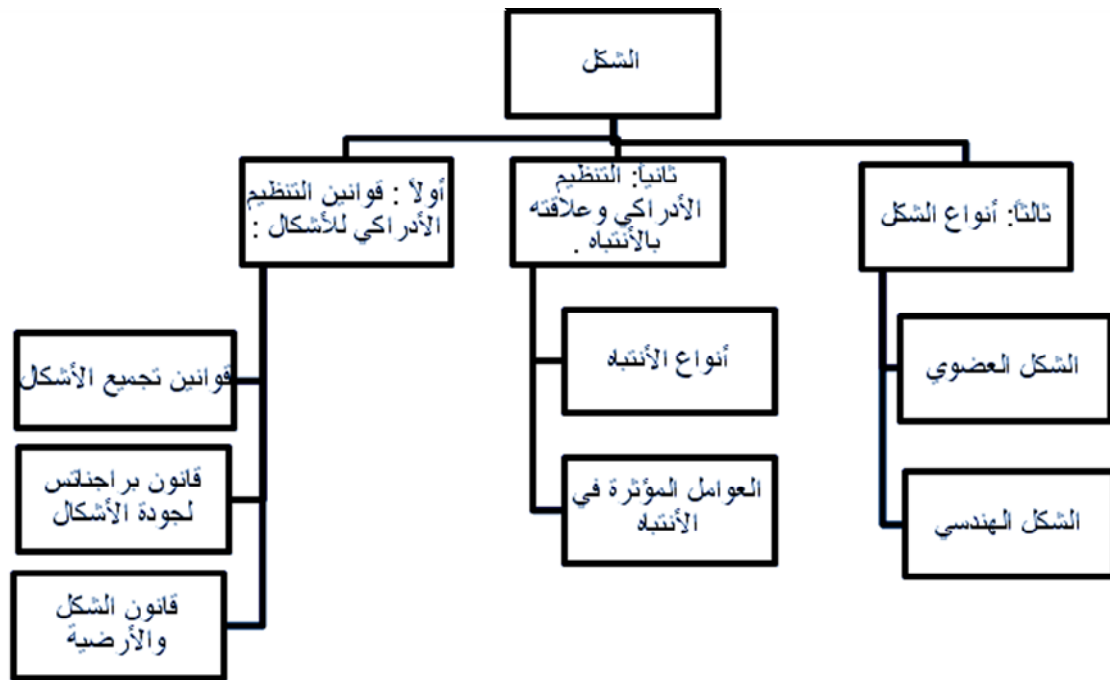 الشكل
أولاً : قوانين التنظيم
الأدراكي للأشكال :
قوانين تجميع الأشكال
قانون براجناتس
لجودة الأشكال
قانون الشكل
والأرضية
ثانياً: التنظيم
الأدراكي وعلاقته
بالأنتباه .
أنواع الأنتباه
العوامل المؤثرة في
الأنتباه
ثالثاً: أنواع الشكل
الشكل العضوي
الشكل الهندسي